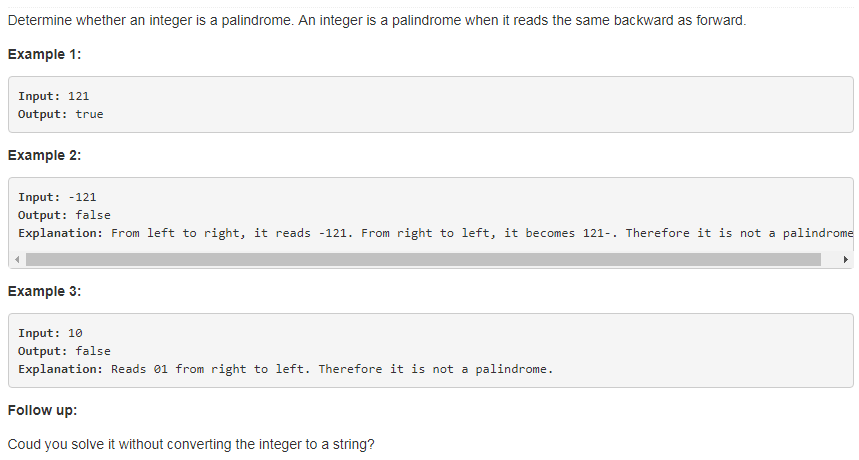 Determine whether an integer is a palindrome. An integer is a palindrome when it reads the same backward as forward.
Example 1:
Input: 121
Output: true
Example 2:
Input: -121
Output: false
Explanation: From left to right, it reads -121. From right to left, it becomes 121-. Therefore it is not a palindrome
Example 3:
Input: 10
Output: false
Explanation: Reads 01 from right to left. Therefore it is not a palindrome.
Follow up:
Coud you solve it without converting the integer to a string?